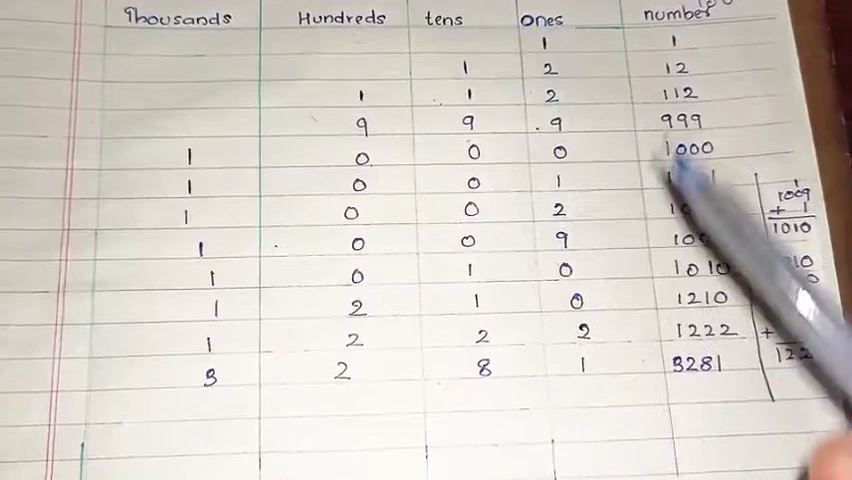 Thousands Hundreds tens ones number
1 1
1 2 12
1 1 2 112
9 9 9 999
1 0 0 0 1000
1 0 0 1
1 0 0 2
1 0 0 9
1 0 1 0 1010
1 2 1 0 1210
1 2 2 2 1222
3 2 8 1 3281
1
1009
+ 1
1010